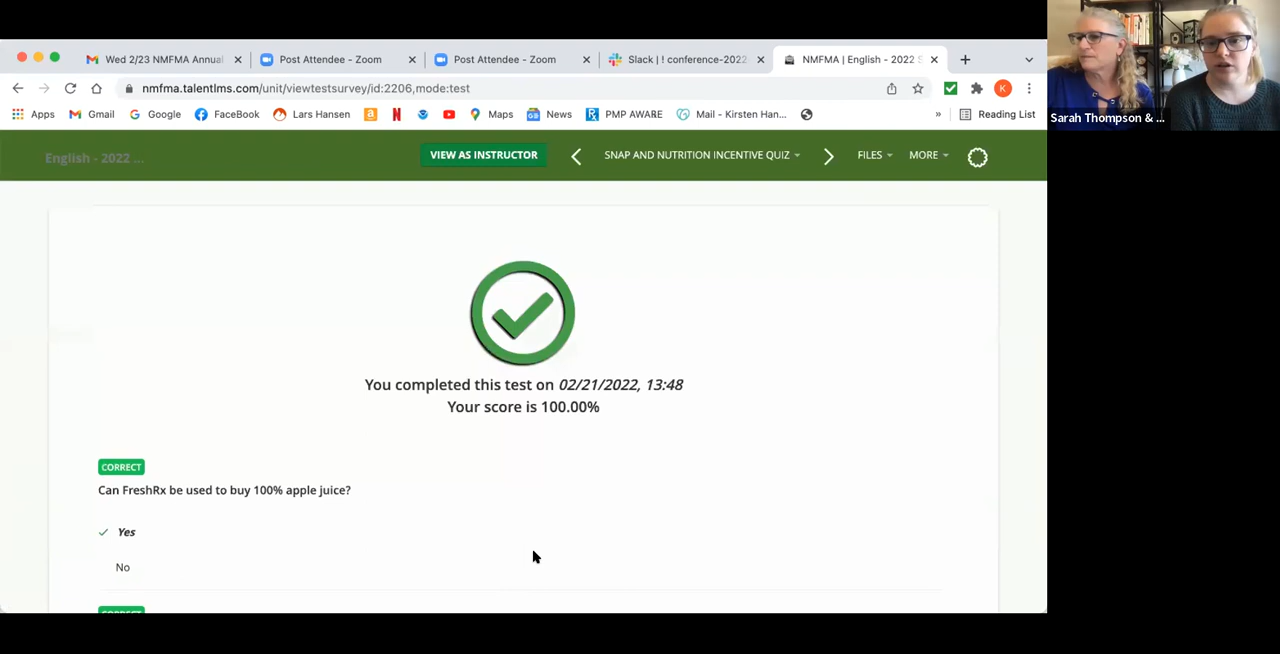 Wed 2/23 NMFMA Annual
Post Attendee - Zoom
Post Attendee - Zoom
Slack | ! conference-2022
NMFMA | English - 2022 S
nmfma.talentlms.com/unit/viewtestsurvey/id:2206,mode:test
K
Apps
Gmail
Google
FaceBook
Lars Hansen
Maps
News
PMP AWARE
Mail - Kirsten Han...
»
Reading List
English - 2022 ...
VIEW AS INSTRUCTOR
SNAP AND NUTRITION INCENTIVE QUIZ
FILES
MORE
You completed this test on 02/21/2022, 13:48
Your score is 100.00%
CORRECT
Can FreshRx be used to buy 100% apple juice?
Yes
No
CORRECT
Sarah Thompson & ...